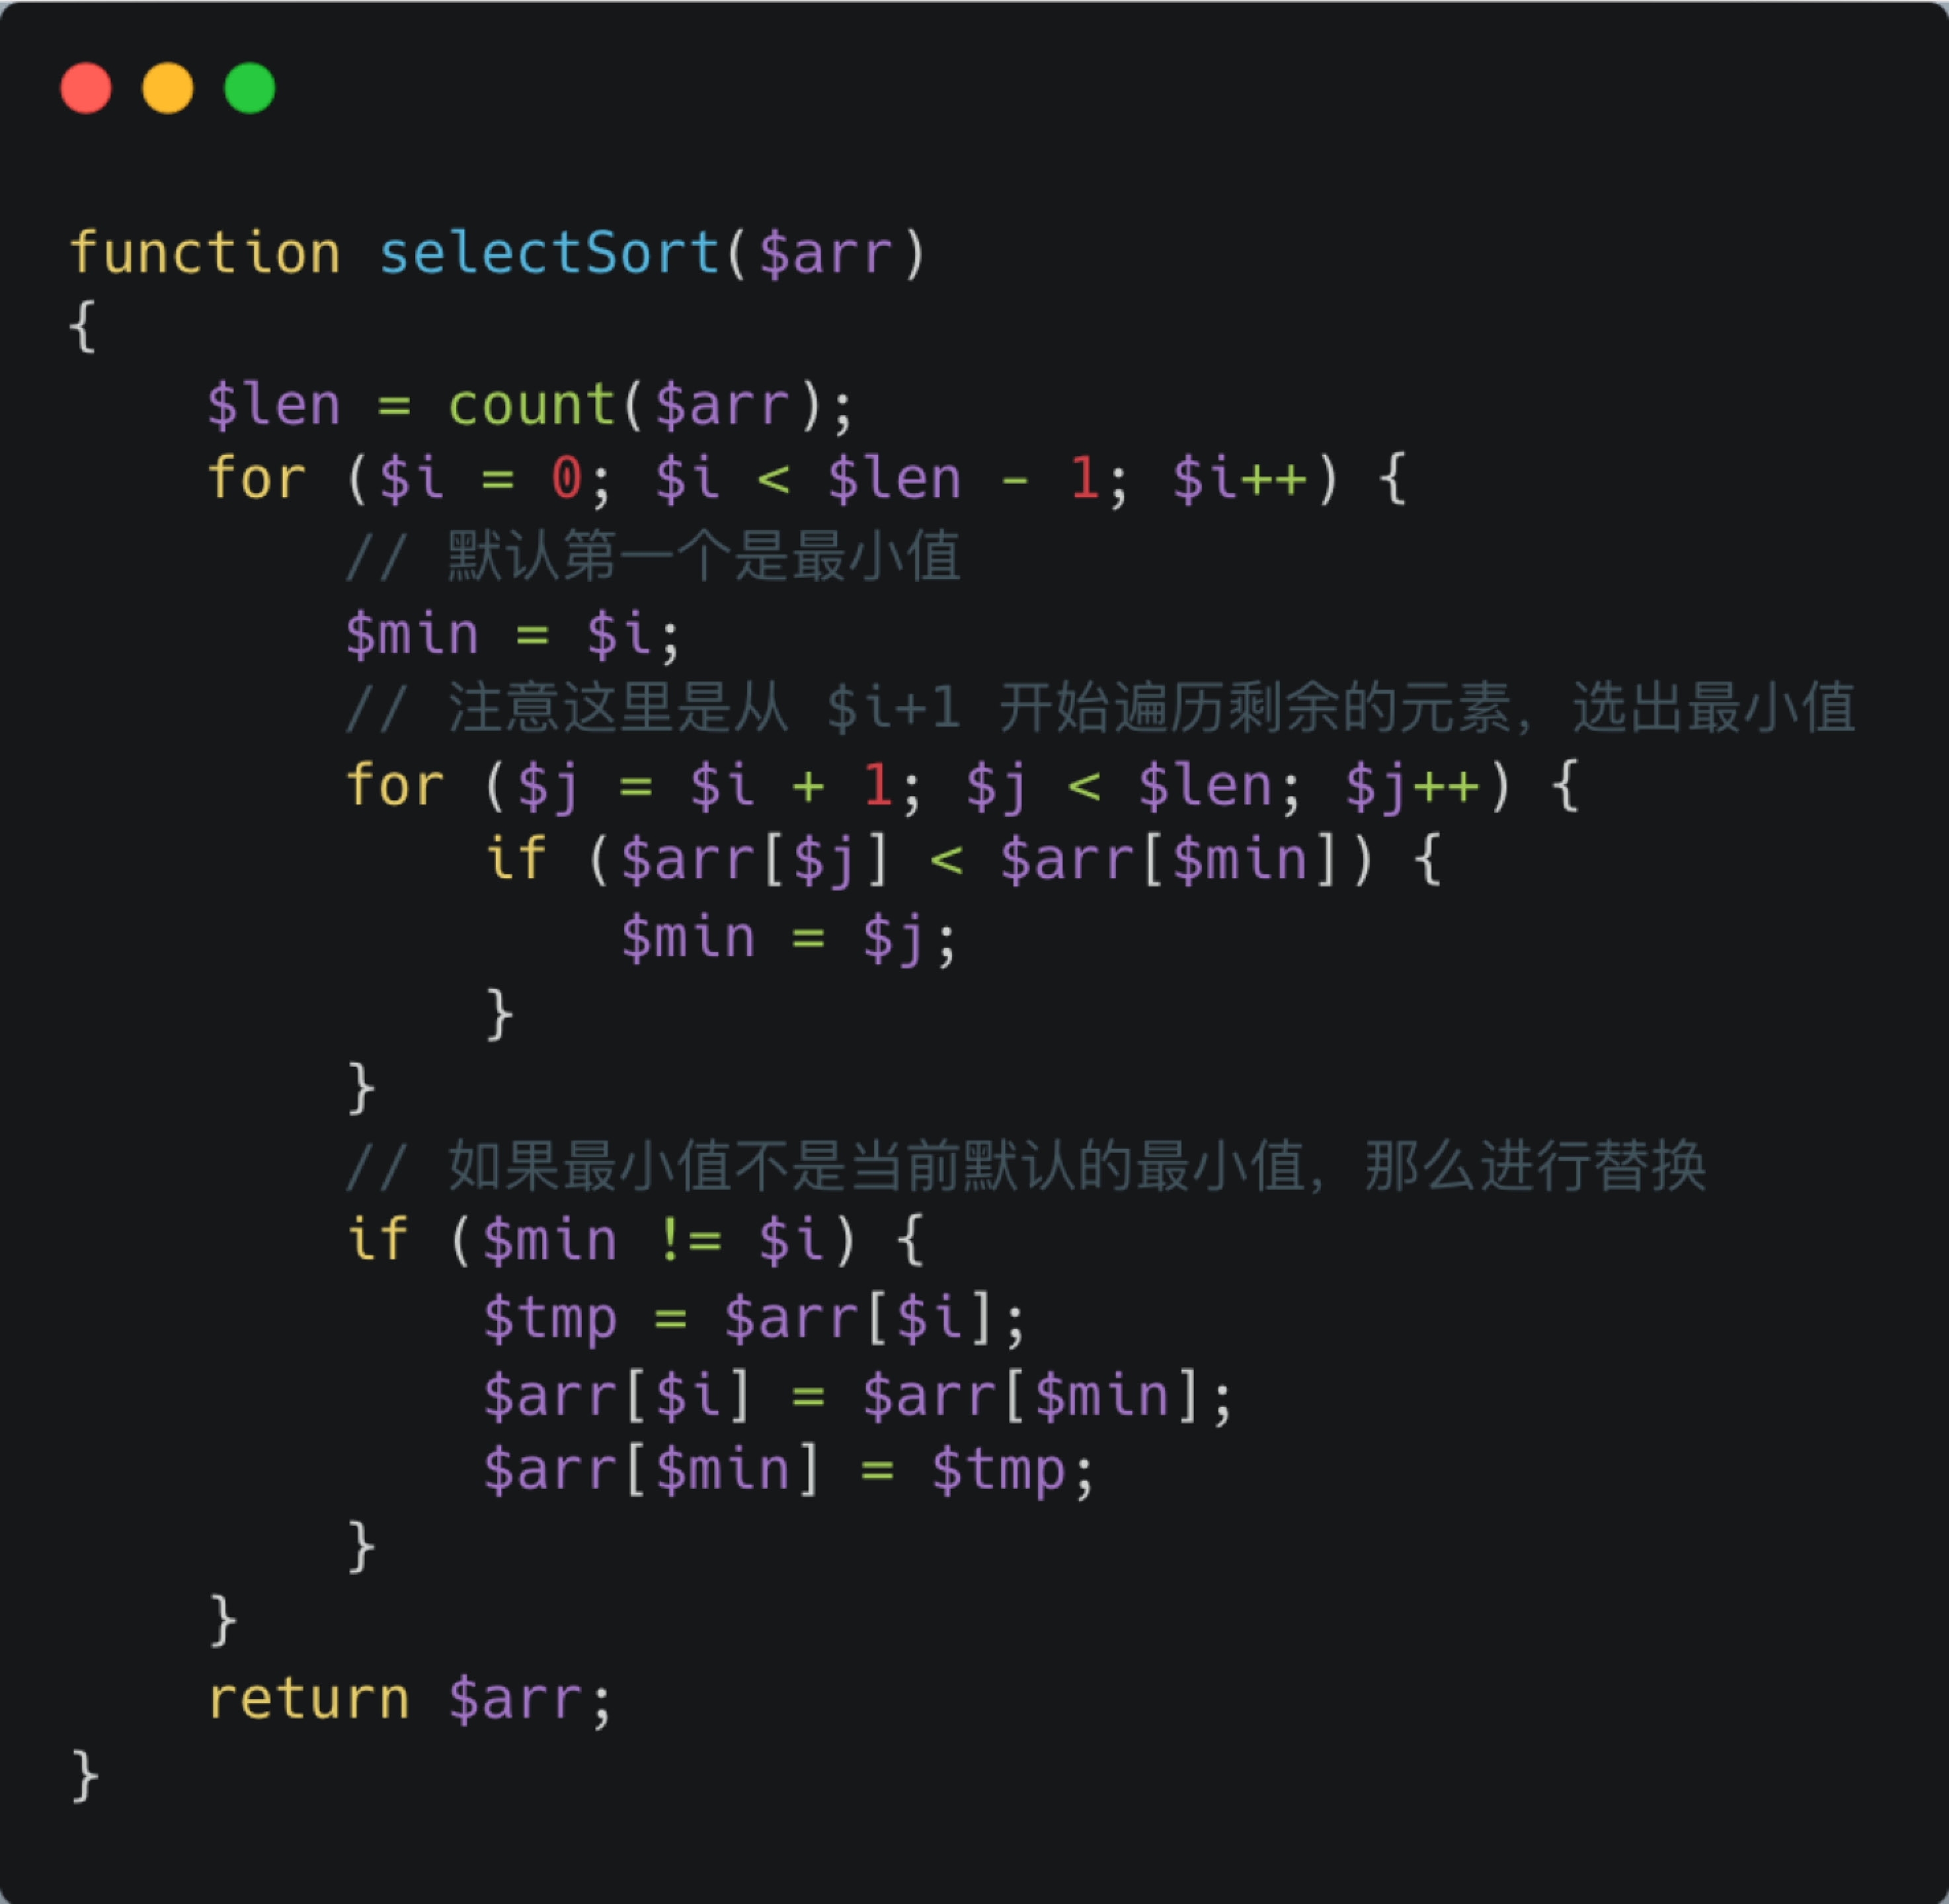 function selectSort($arr)
{
    $len = count($arr);
    for ($i = 0; $i < $len - 1; $i++) {
        // 默认第一个是最小值
        $min = $i;
        // 注意这里是从 $i+1 开始遍历剩余的元素，选出最小值
        for ($j = $i + 1; $j < $len; $j++) {
            if ($arr[$j] < $arr[$min]) {
                $min = $j;
            }
        }
        // 如果最小值不是当前默认的最小值，那么进行替换
        if ($min != $i) {
            $tmp = $arr[$i];
            $arr[$i] = $arr[$min];
            $arr[$min] = $tmp;
        }
    }
    return $arr;
}